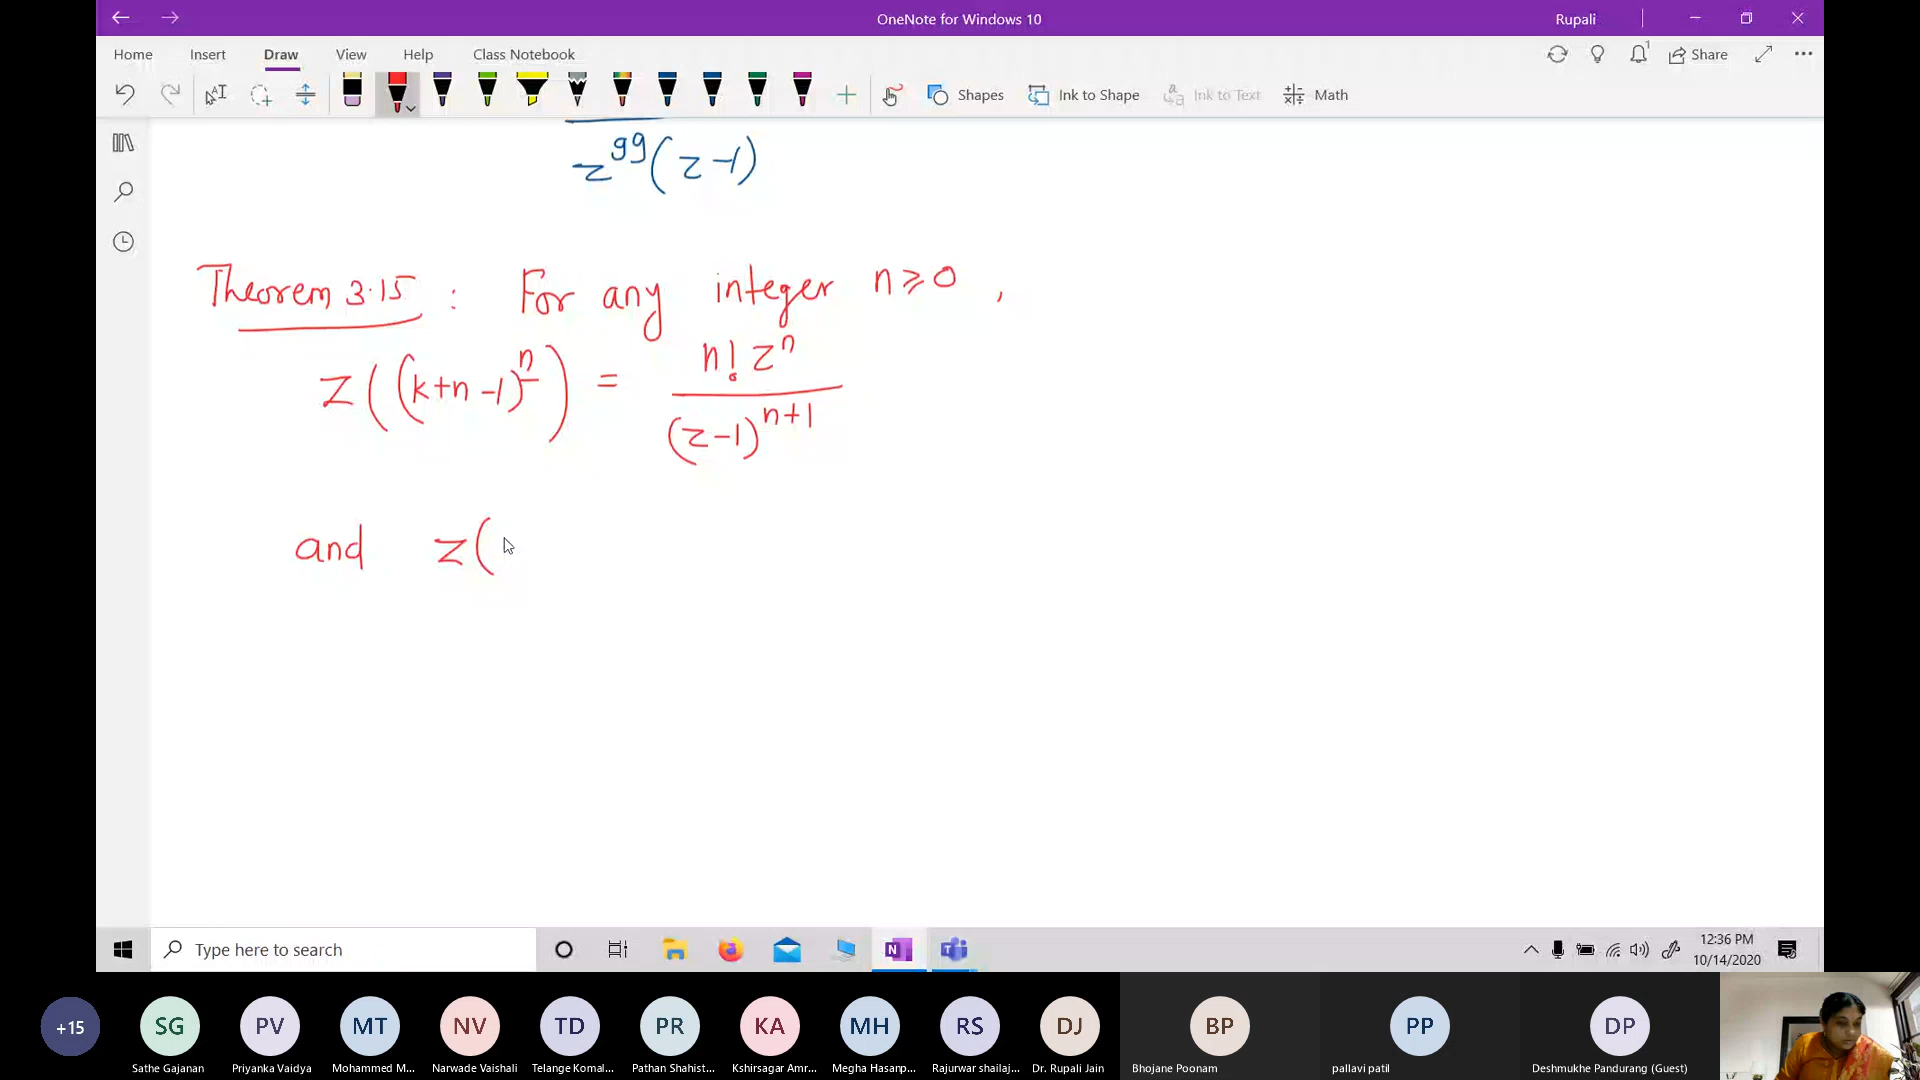 OneNote for Windows 10
Rupali
Home Insert Draw View Help Class Notebook
1 Share
Shapes Ink to Shape Ink to Text Math
z^99 (z-1)
Theorem 3.15 : For any integer n ≥ 0 ,
Z((k+n-1)^n̲) = n! z^n / (z-1)^(n+1)
and z(
Type here to search
12:36 PM
10/14/2020
+15 SG PV MT NV TD PR KA MH RS DJ BP PP DP
Sathe Gajanan Priyanka Vaidya Mohammed M... Narwade Vaishali Telange Komal... Pathan Shahist... Kshirsagar Amr... Megha Hasanp... Rajurwar shailaj... Dr. Rupali Jain Bhojane Poonam pallavi patil Deshmukhe Pandurang (Guest)